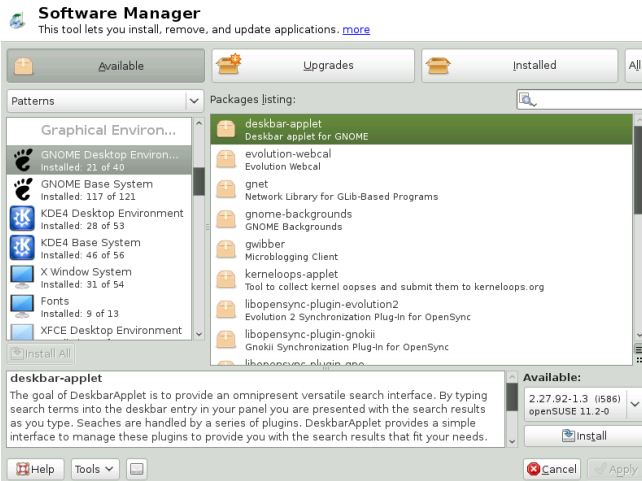 Software Manager
This tool lets you install, remove, and update applications. more
Available
Upgrades
Installed
All
Patterns
Packages listing:
Graphical Environ...
GNOME Desktop Environ...
Installed: 21 of 40
GNOME Base System
Installed: 117 of 121
KDE4 Desktop Environment
Installed: 28 of 53
KDE4 Base System
Installed: 46 of 56
X Window System
Installed: 31 of 54
Fonts
Installed: 9 of 13
XFCE Desktop Environment
Install All
deskbar-applet
Deskbar applet for GNOME
evolution-webcal
Evolution Webcal
gnet
Network Library for GLib-Based Programs
gnome-backgrounds
GNOME Backgrounds
gwibber
Microblogging Client
kerneloops-applet
Tool to collect kernel oopses and submit them to kerneloops.org
libopensync-plugin-evolution2
Evolution 2 Synchronization Plug-In for OpenSync
libopensync-plugin-gnokii
Gnokii Synchronization Plug-In for OpenSync
deskbar-applet
The goal of DeskbarApplet is to provide an omnipresent versatile search interface. By typing
search terms into the deskbar entry in your panel you are presented with the search results
as you type. Seaches are handled by a series of plugins. DeskbarApplet provides a simple
interface to manage these plugins to provide you with the search results that fit your needs.
Available:
2.27.92-1.3 (i586)
openSUSE 11.2-0
Install
Help
Tools
Cancel
Apply